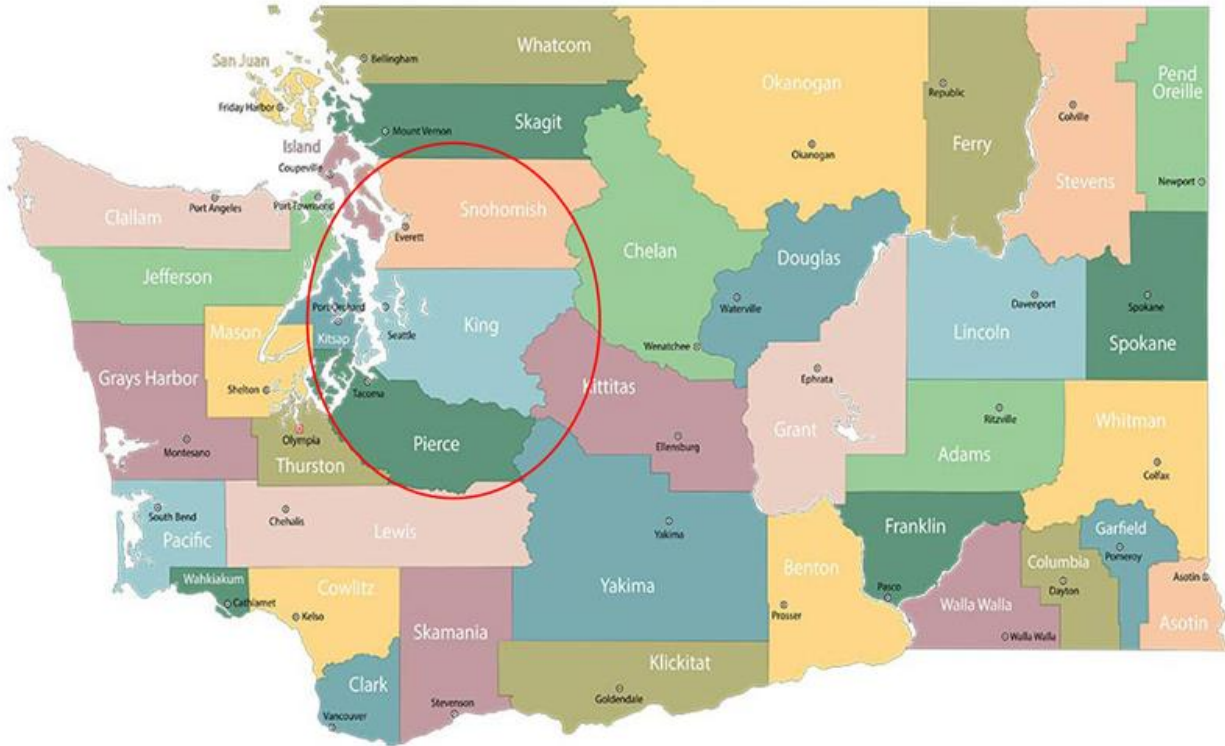 Whatcom
Bellingham
San Juan
Friday Harbor
Okanogan
Okanogan
Republic
Ferry
Colville
Stevens
Pend
Oreille
Newport
Skagit
Mount Vernon
Island
Coupeville
Clallam
Port Angeles
Port Townsend
Snohomish
Everett
Chelan
Wenatchee
Douglas
Waterville
Jefferson
Port Orchard
Kitsap
Seattle
King
Mason
Shelton
Grays Harbor
Montesano
Tacoma
Pierce
Olympia
Thurston
Kittitas
Ellensburg
Ephrata
Grant
Davenport
Lincoln
Spokane
Spokane
Ritzville
Adams
Whitman
Colfax
South Bend
Pacific
Chehalis
Lewis
Yakima
Yakima
Franklin
Pasco
Benton
Prosser
Garfield
Pomeroy
Columbia
Dayton
Walla Walla
Walla Walla
Asotin
Asotin
Wahkiakum
Cathlamet
Cowlitz
Kelso
Skamania
Stevenson
Clark
Vancouver
Klickitat
Goldendale